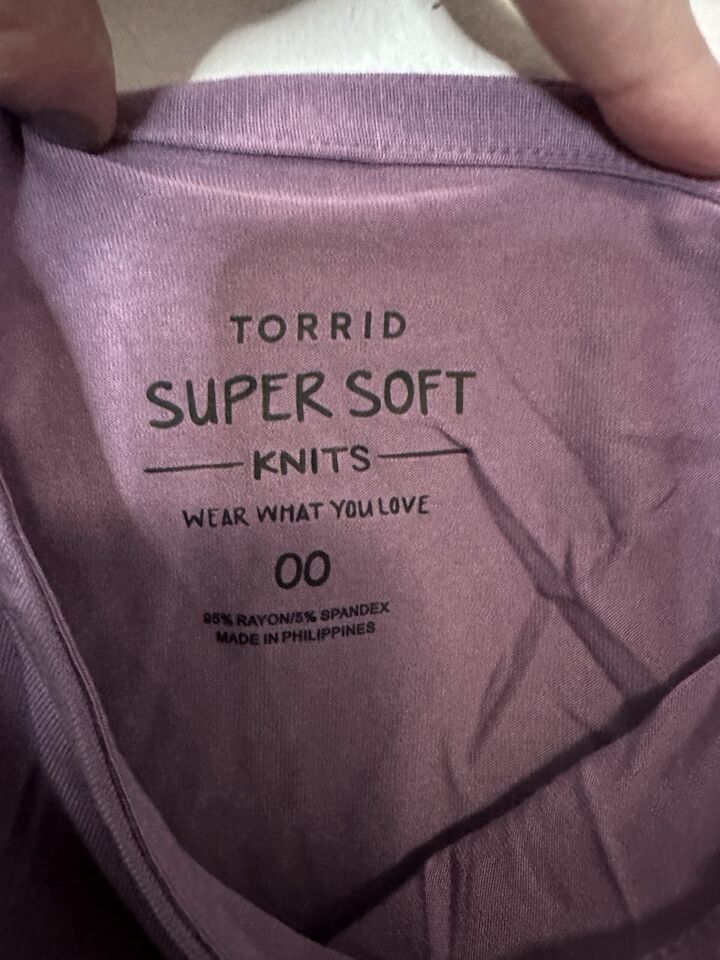 TORRID
SUPER SOFT
KNITS
WEAR WHAT YOU LOVE
00
95% RAYON/5% SPANDEX
MADE IN PHILIPPINES